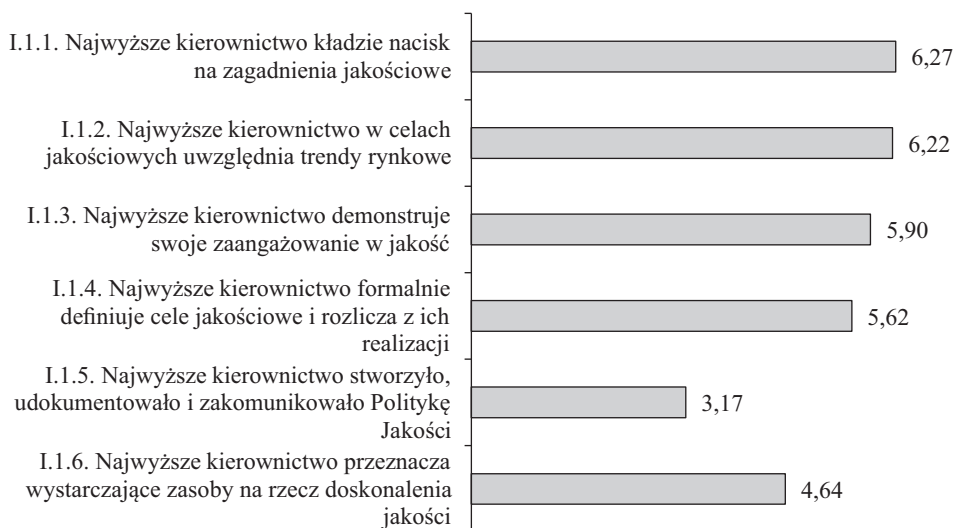 I.1.1. Najwyższe kierownictwo kładzie nacisk
na zagadnienia jakościowe
6,27
I.1.2. Najwyższe kierownictwo w celach
jakościowych uwzględnia trendy rynkowe
6,22
I.1.3. Najwyższe kierownictwo demonstruje
swoje zaangażowanie w jakość
5,90
I.1.4. Najwyższe kierownictwo formalnie
definiuje cele jakościowe i rozlicza z ich
realizacji
5,62
I.1.5. Najwyższe kierownictwo stworzyło,
udokumentowało i zakomunikowało Politykę
Jakości
3,17
I.1.6. Najwyższe kierownictwo przeznacza
wystarczające zasoby na rzecz doskonalenia
jakości
4,64